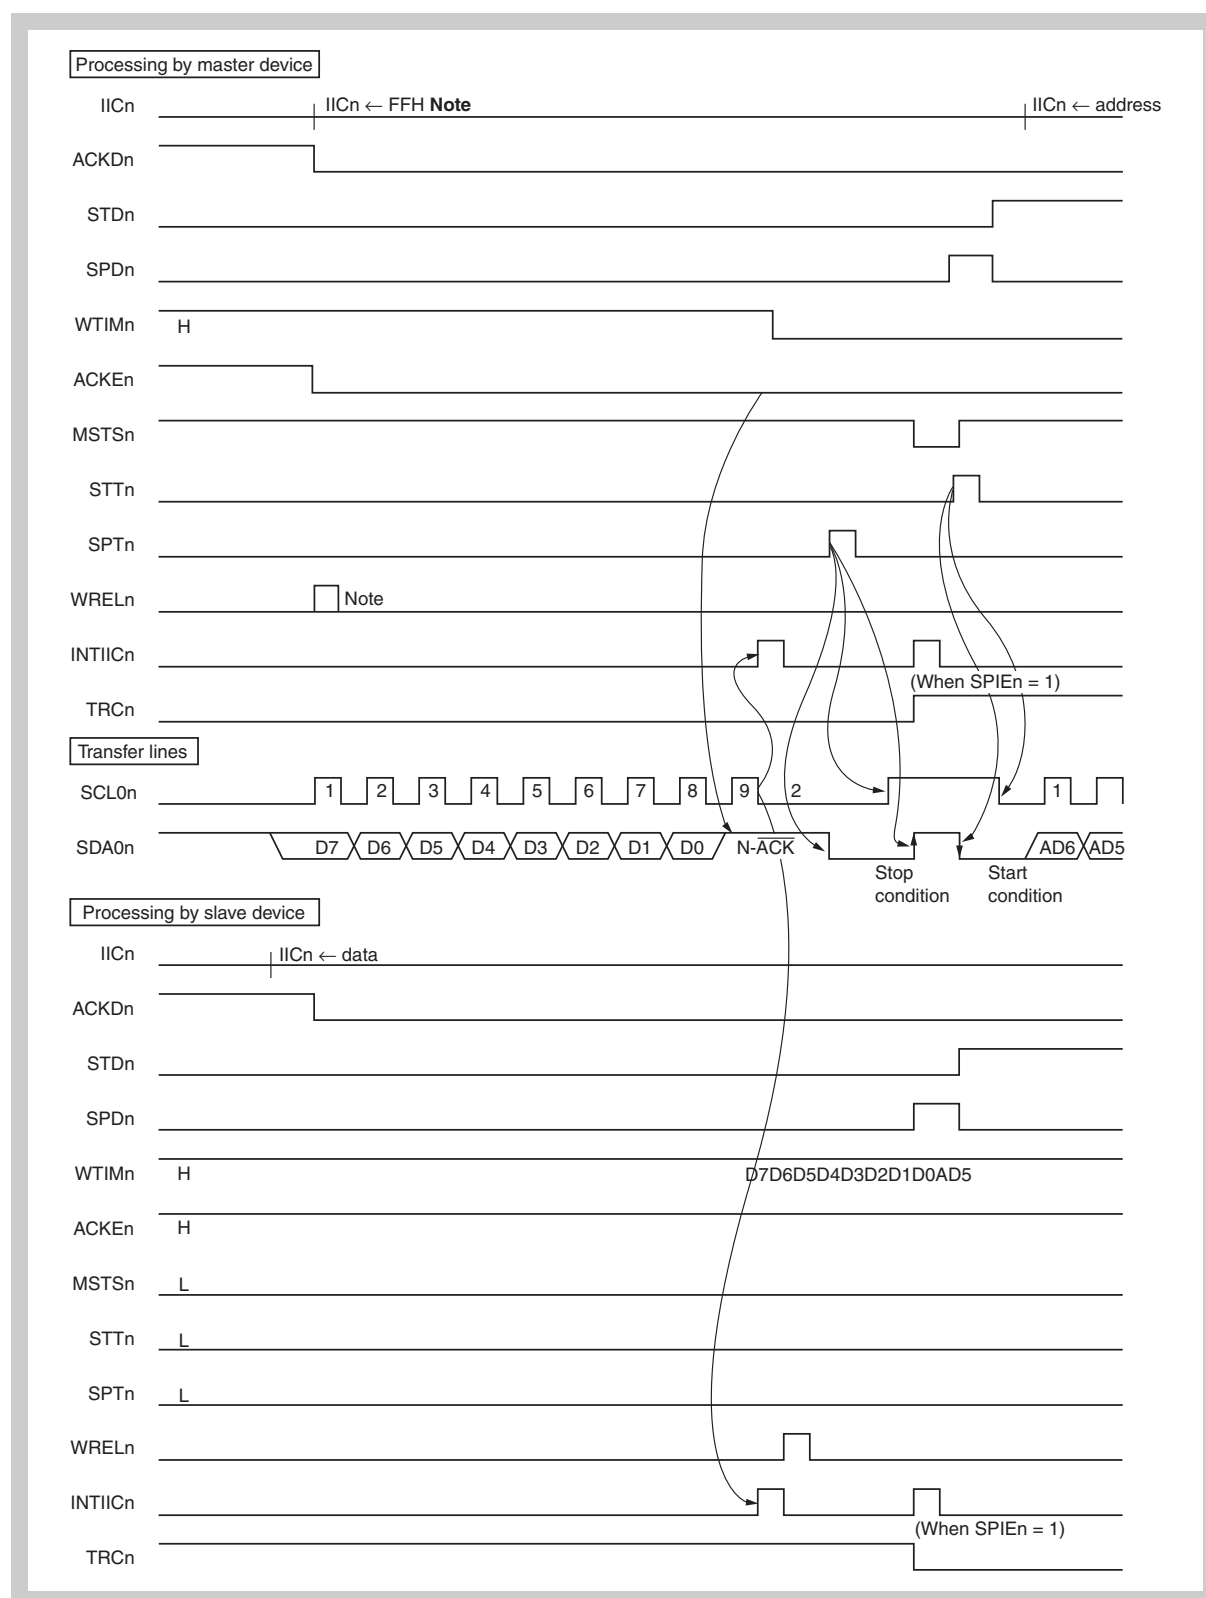 Processing by master device
IICn IICn ← FFH Note IICn ← address
ACKDn
STDn
SPDn
WTIMn H
ACKEn
MSTSn
STTn
SPTn
WRELn Note
INTIICn
(When SPIEn = 1)
TRCn
Transfer lines
SCL0n 1 2 3 4 5 6 7 8 9 2 1
SDA0n D7 D6 D5 D4 D3 D2 D1 D0 N-A̅C̅K̅ AD6 AD5
Stop condition Start condition
Processing by slave device
IICn IICn ← data
ACKDn
STDn
SPDn
WTIMn H D7D6D5D4D3D2D1D0AD5
ACKEn H
MSTSn L
STTn L
SPTn L
WRELn
INTIICn
(When SPIEn = 1)
TRCn